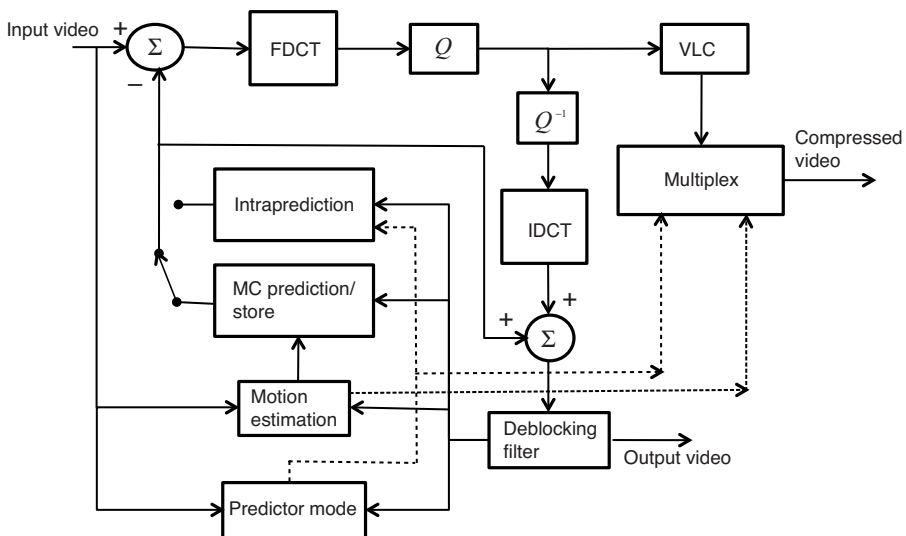 Input video
+
Σ
−
FDCT
Q
VLC
Q⁻¹
Compressed
video
Multiplex
Intraprediction
IDCT
MC prediction/
store
+
+
Σ
Motion
estimation
Deblocking
filter
Output video
Predictor mode